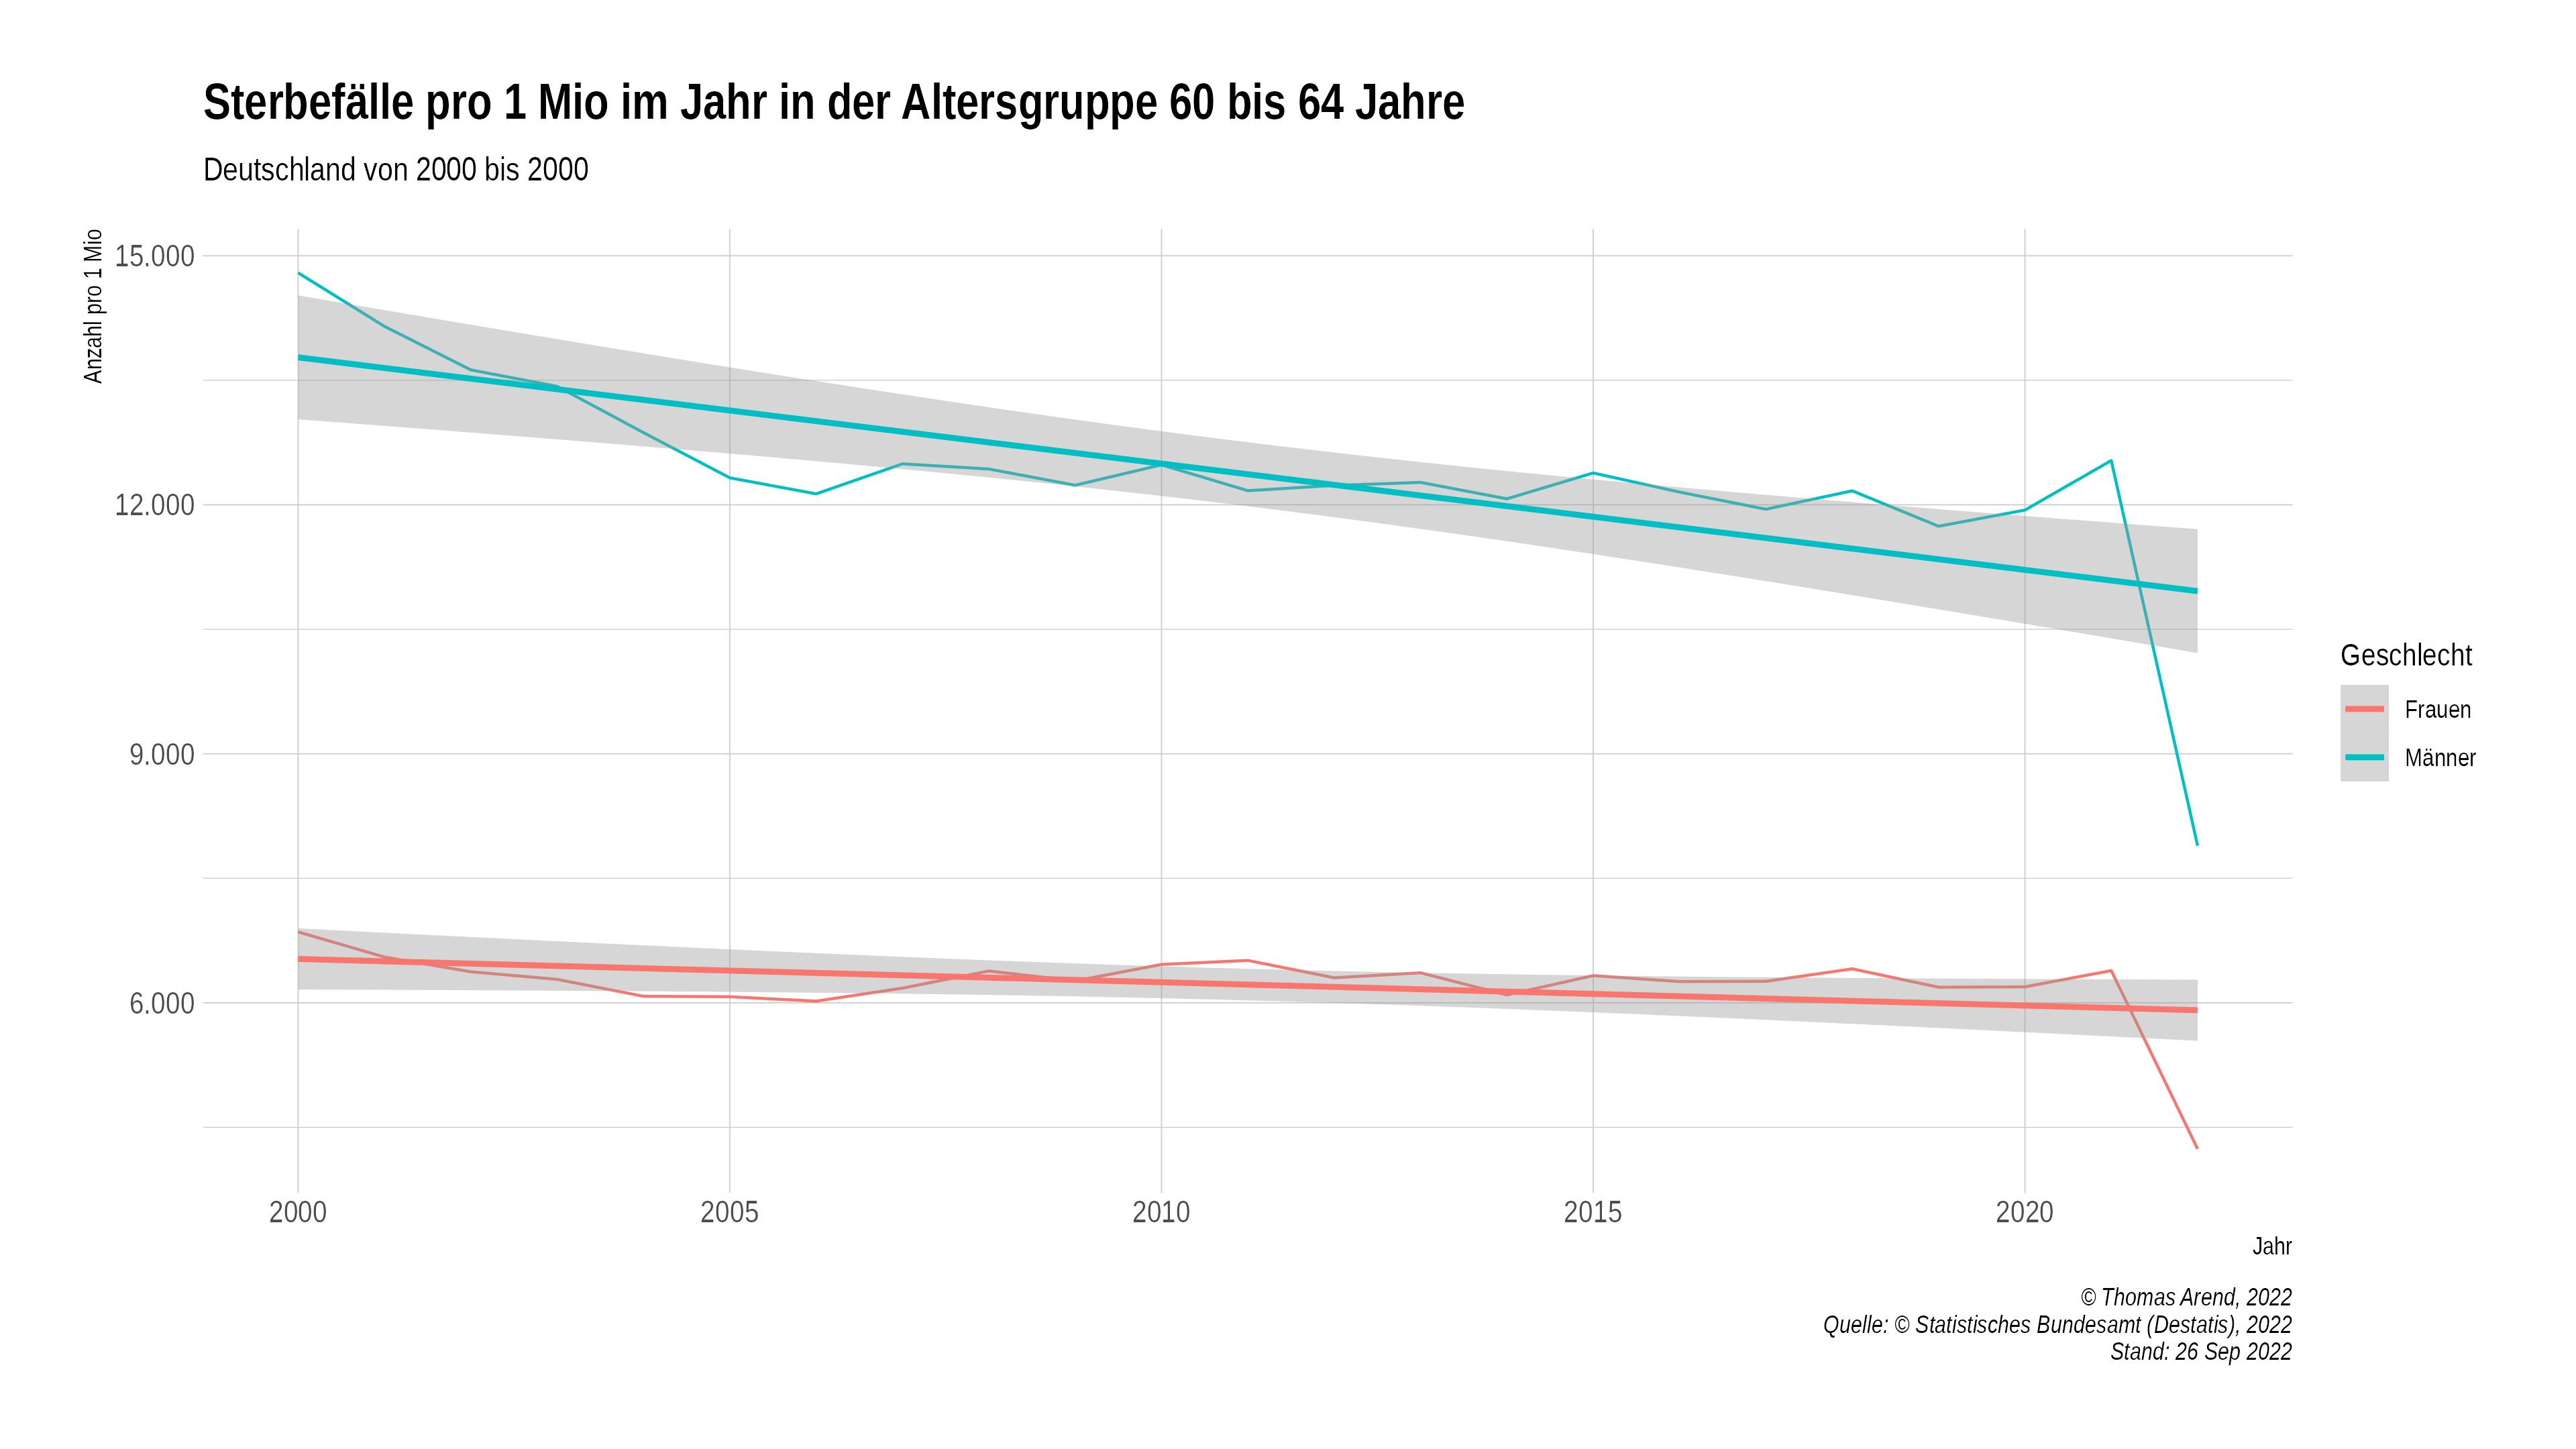 Sterbefälle pro 1 Mio im Jahr in der Altersgruppe 60 bis 64 Jahre
Deutschland von 2000 bis 2000
Anzahl pro 1 Mio
15.000
12.000
9.000
6.000
2000
2005
2010
2015
2020
Jahr
Geschlecht
Frauen
Männer
© Thomas Arend, 2022
Quelle: © Statistisches Bundesamt (Destatis), 2022
Stand: 26 Sep 2022